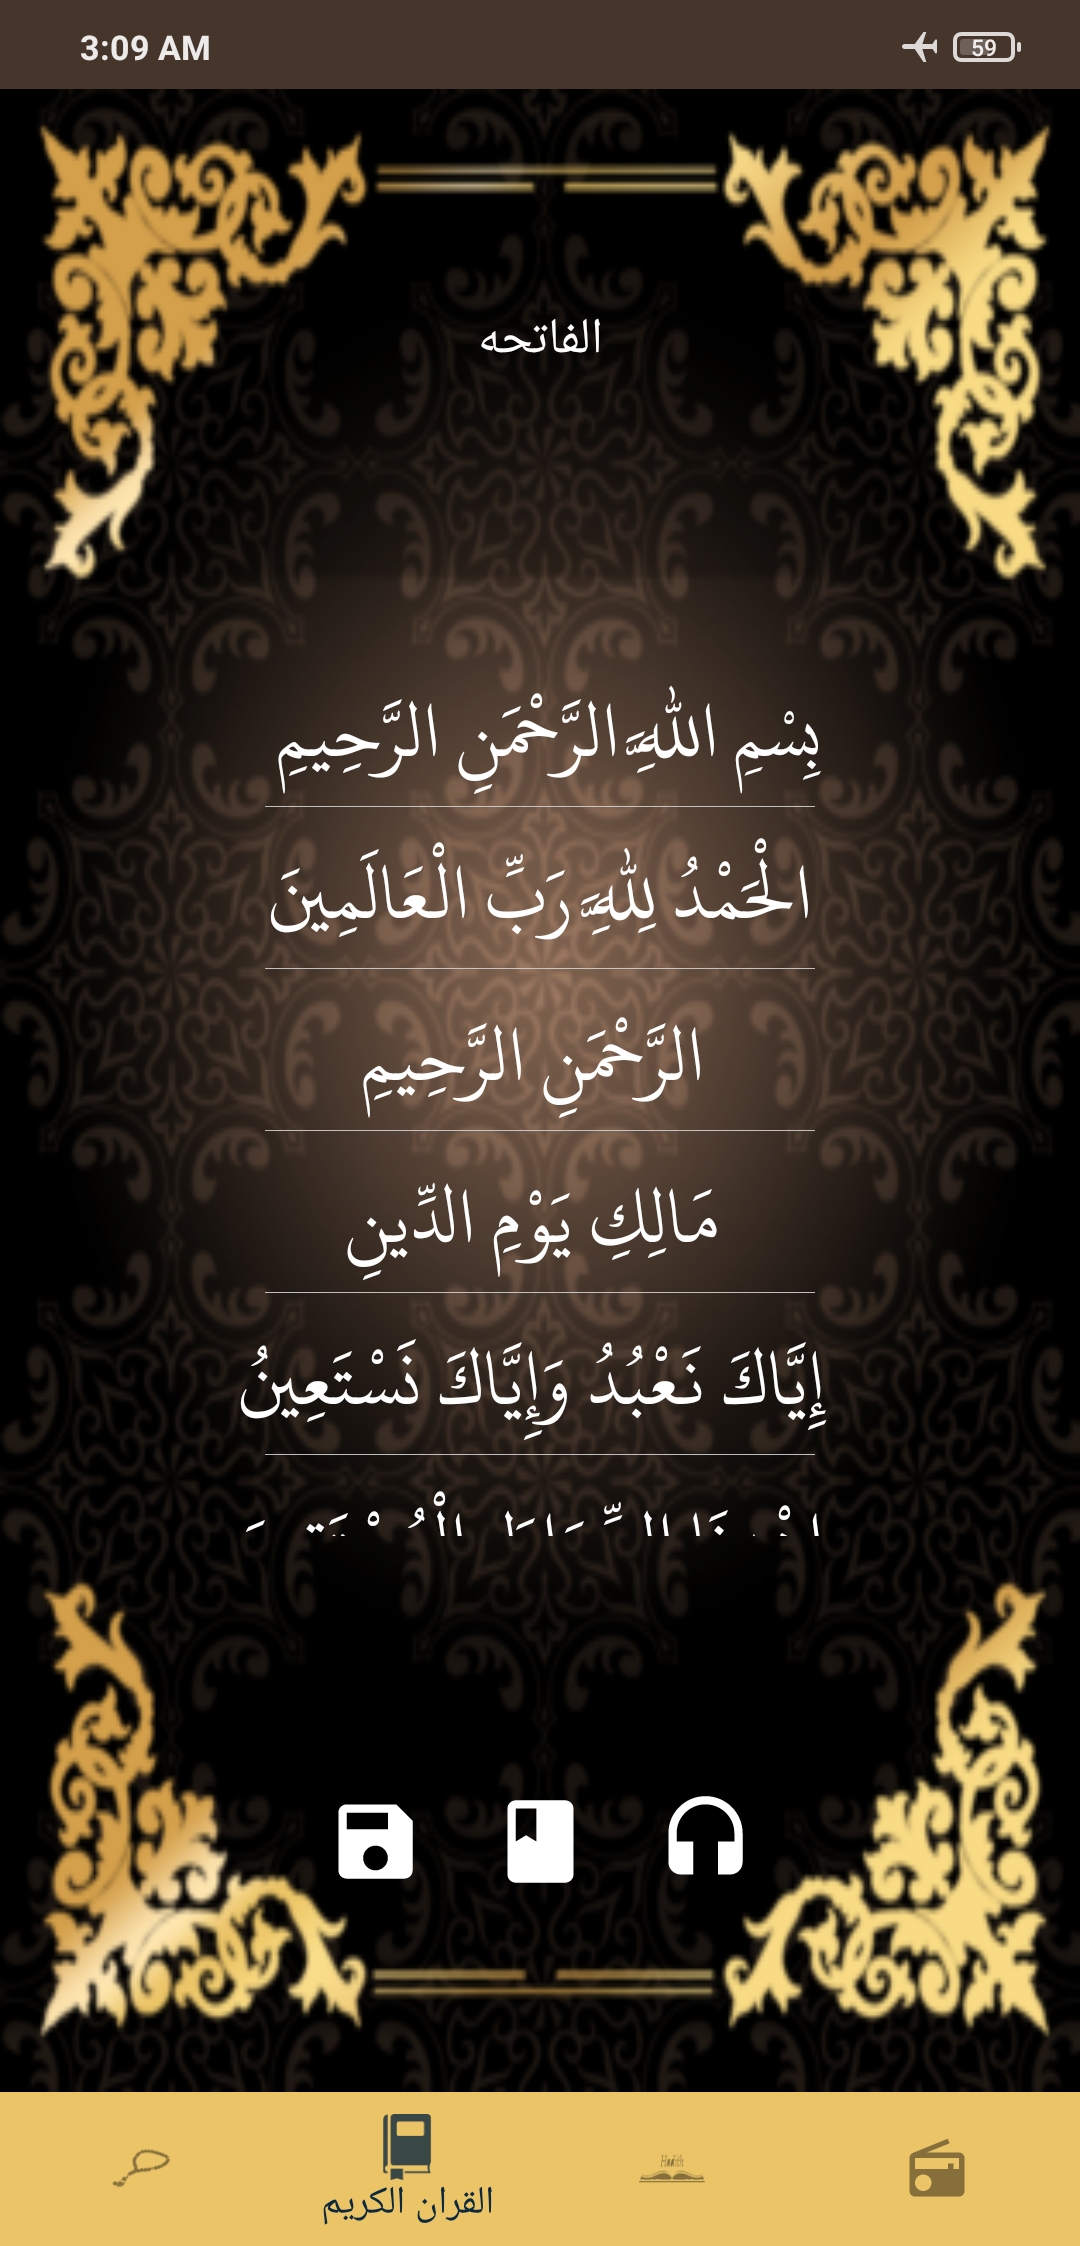 3:09 AM
59
الفاتحه
بِسْمِ اللَّهِ الرَّحْمَنِ الرَّحِيمِ
الْحَمْدُ لِلَّهِ رَبِّ الْعَالَمِينَ
الرَّحْمَنِ الرَّحِيمِ
مَالِكِ يَوْمِ الدِّينِ
إِيَّاكَ نَعْبُدُ وَإِيَّاكَ نَسْتَعِينُ
Hadith
القران الكريم